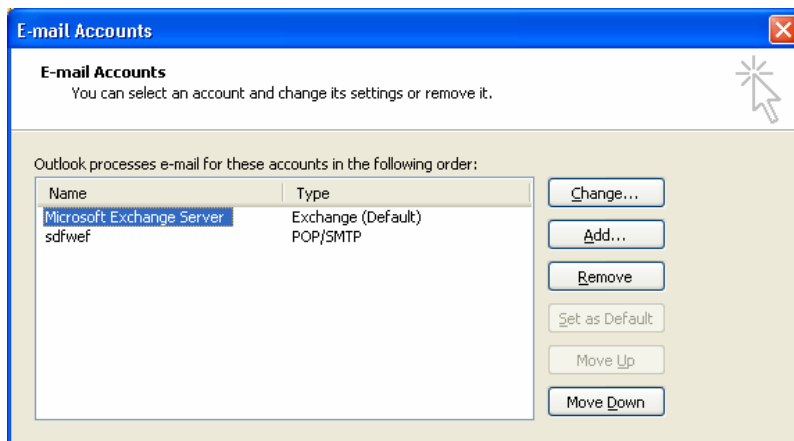 E-mail Accounts
E-mail Accounts
You can select an account and change its settings or remove it.
Outlook processes e-mail for these accounts in the following order:
Name Type
Microsoft Exchange Server Exchange (Default)
sdfwef POP/SMTP
Change...
Add...
Remove
Set as Default
Move Up
Move Down